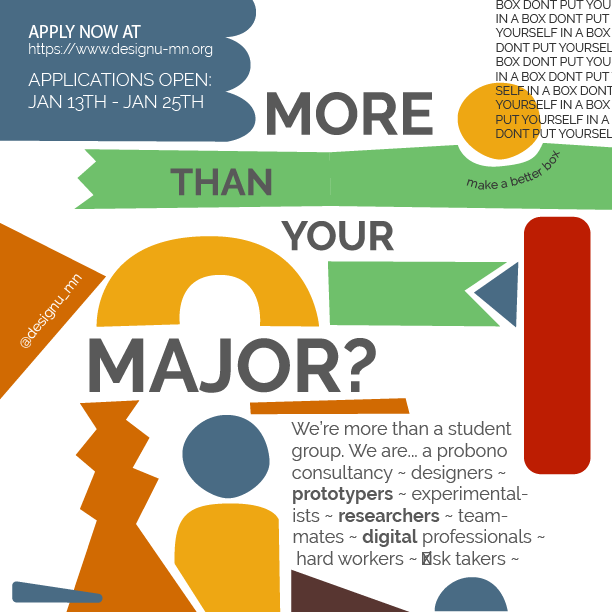 APPLY NOW AT
https://www.designu-mn.org
APPLICATIONS OPEN:
JAN 13TH - JAN 25TH
BOX DONT PUT YOU
IN A BOX DONT PUT
YOURSELF IN A BOX
DONT PUT YOURSEL
BOX DONT PUT YOU
IN A BOX DONT PUT
SELF IN A BOX DONT
YOURSELF IN A BOX
PUT YOURSELF IN A
DONT PUT YOURSEL
MORE
THAN
make a better box
YOUR
@designu_mn
MAJOR?
We're more than a student
group. We are... a probono
consultancy ~ designers ~
prototypers ~ experimental-
ists ~ researchers ~ team-
mates ~ digital professionals ~
hard workers ~ sk takers ~